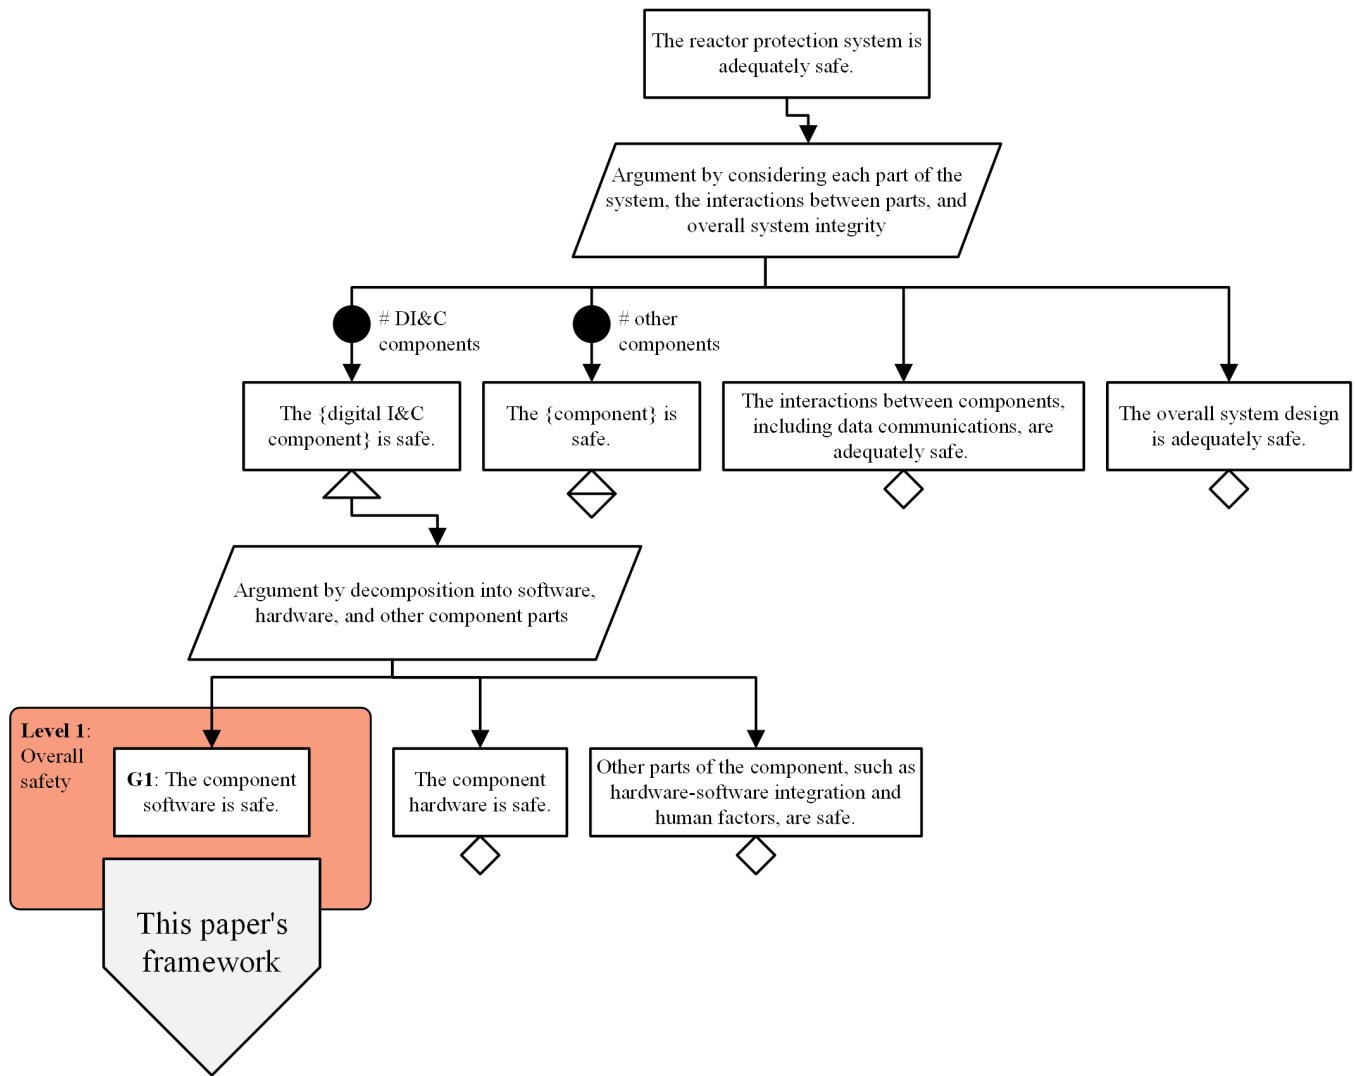 The reactor protection system is
adequately safe.
Argument by considering each part of the
system, the interactions between parts, and
overall system integrity
# DI&C
components
# other
components
The {digital I&C
component} is safe.
The {component} is
safe.
The interactions between components,
including data communications, are
adequately safe.
The overall system design
is adequately safe.
Argument by decomposition into software,
hardware, and other component parts
Level 1:
Overall
safety
G1: The component
software is safe.
The component
hardware is safe.
Other parts of the component, such as
hardware-software integration and
human factors, are safe.
This paper's
framework